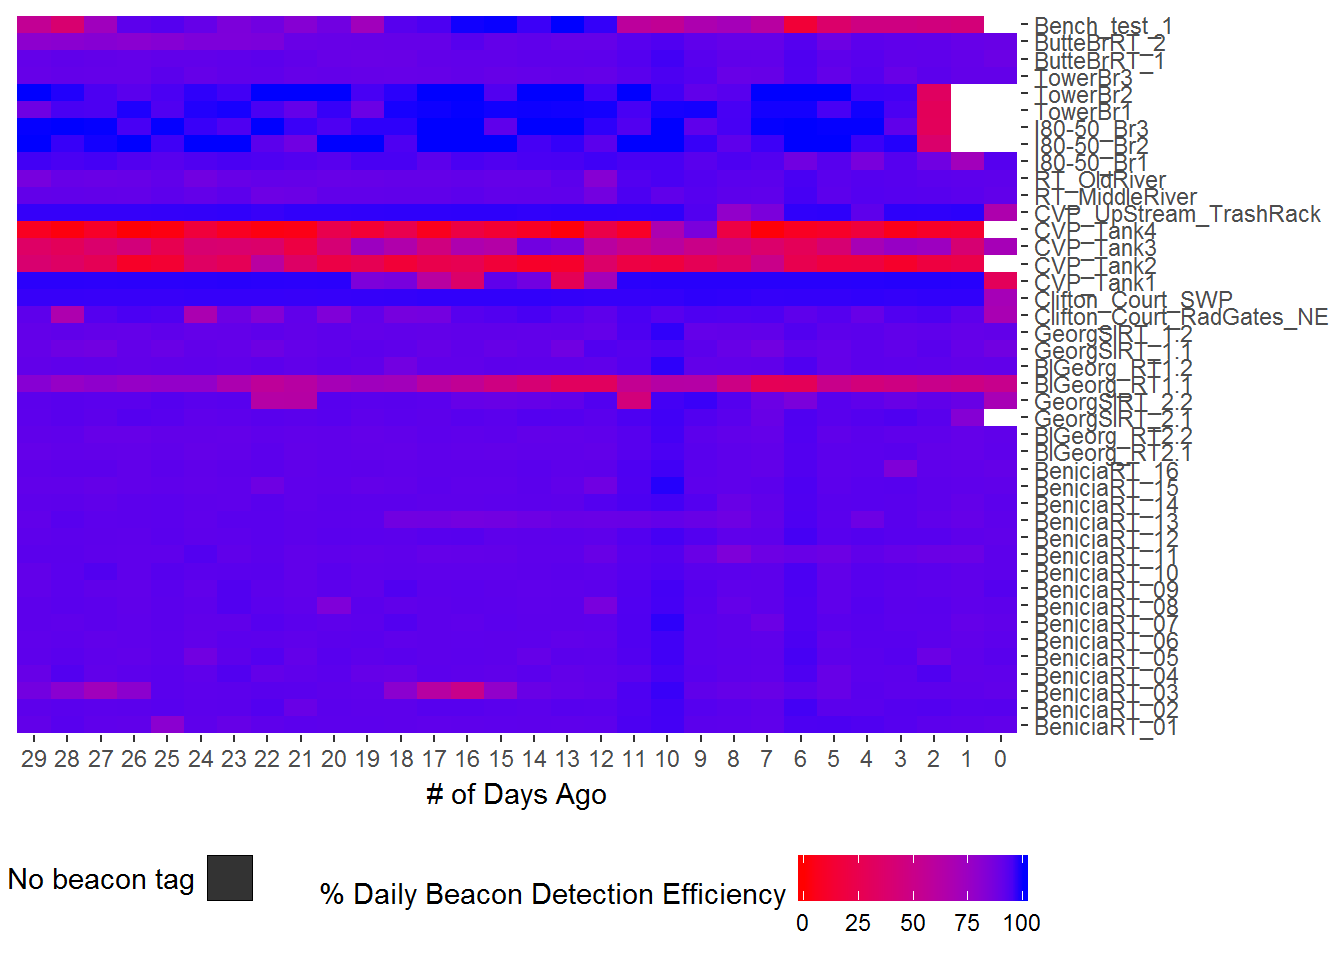 Bench_test_1
ButteBrRT_2
ButteBrRT_1
TowerBr3
TowerBr2
TowerBr1
I80-50_Br3
I80-50_Br2
I80-50_Br1
RT_OldRiver
RT_MiddleRiver
CVP_UpStream_TrashRack
CVP_Tank4
CVP_Tank3
CVP_Tank2
CVP_Tank1
Clifton_Court_SWP
Clifton_Court_RadGates_NE
GeorgSlRT_1.2
GeorgSlRT_1.1
BlGeorg_RT1.2
BlGeorg_RT1.1
GeorgSlRT_2.2
GeorgSlRT_2.1
BlGeorg_RT2.2
BlGeorg_RT2.1
BeniciaRT_16
BeniciaRT_15
BeniciaRT_14
BeniciaRT_13
BeniciaRT_12
BeniciaRT_11
BeniciaRT_10
BeniciaRT_09
BeniciaRT_08
BeniciaRT_07
BeniciaRT_06
BeniciaRT_05
BeniciaRT_04
BeniciaRT_03
BeniciaRT_02
BeniciaRT_01
29 28 27 26 25 24 23 22 21 20 19 18 17 16 15 14 13 12 11 10 9 8 7 6 5 4 3 2 1 0
# of Days Ago
No beacon tag
% Daily Beacon Detection Efficiency
0 25 50 75 100